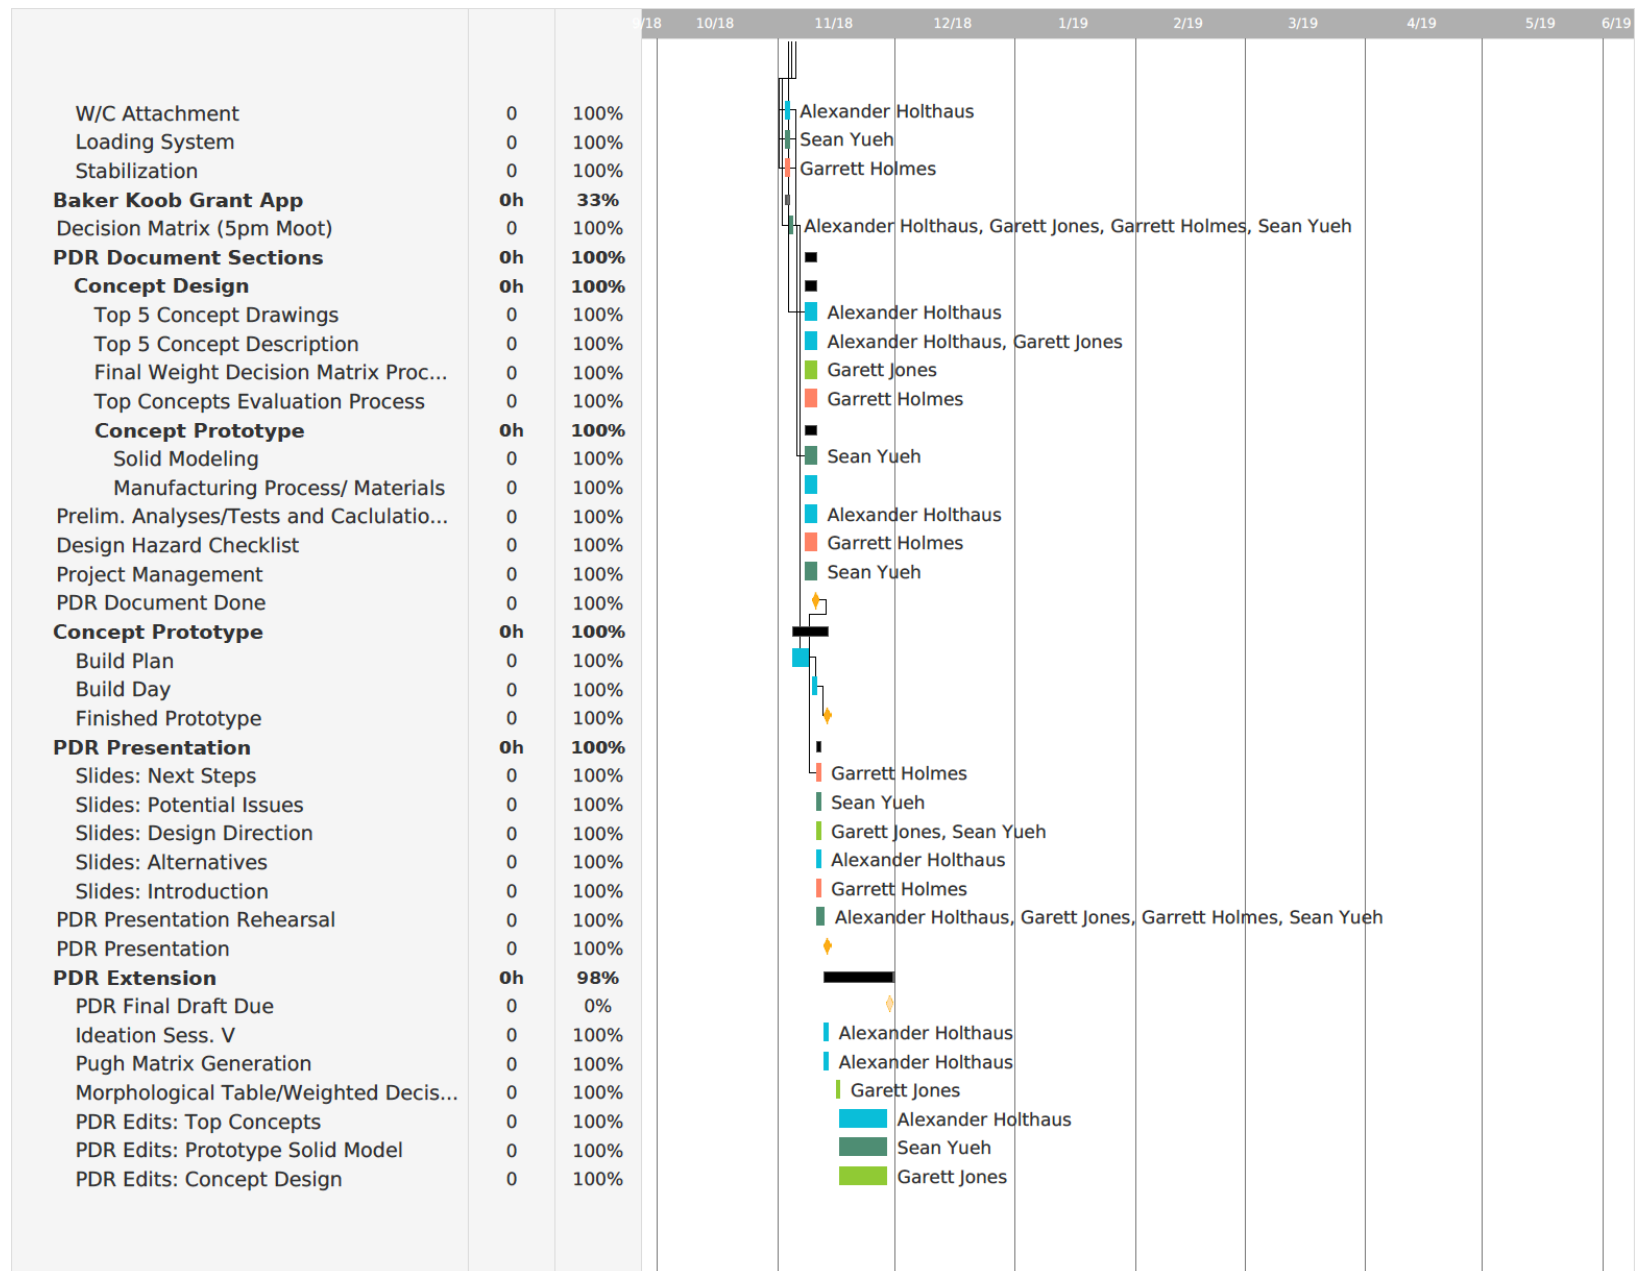 9/18 10/18 11/18 12/18 1/19 2/19 3/19 4/19 5/19 6/19
W/C Attachment 0 100% Alexander Holthaus
Loading System 0 100% Sean Yueh
Stabilization 0 100% Garrett Holmes
Baker Koob Grant App 0h 33%
Decision Matrix (5pm Moot) 0 100% Alexander Holthaus, Garett Jones, Garrett Holmes, Sean Yueh
PDR Document Sections 0h 100%
Concept Design 0h 100%
Top 5 Concept Drawings 0 100% Alexander Holthaus
Top 5 Concept Description 0 100% Alexander Holthaus, Garett Jones
Final Weight Decision Matrix Proc... 0 100% Garett Jones
Top Concepts Evaluation Process 0 100% Garrett Holmes
Concept Prototype 0h 100%
Solid Modeling 0 100% Sean Yueh
Manufacturing Process/ Materials 0 100%
Prelim. Analyses/Tests and Caclulatio... 0 100% Alexander Holthaus
Design Hazard Checklist 0 100% Garrett Holmes
Project Management 0 100% Sean Yueh
PDR Document Done 0 100%
Concept Prototype 0h 100%
Build Plan 0 100%
Build Day 0 100%
Finished Prototype 0 100%
PDR Presentation 0h 100%
Slides: Next Steps 0 100% Garrett Holmes
Slides: Potential Issues 0 100% Sean Yueh
Slides: Design Direction 0 100% Garett Jones, Sean Yueh
Slides: Alternatives 0 100% Alexander Holthaus
Slides: Introduction 0 100% Garrett Holmes
PDR Presentation Rehearsal 0 100% Alexander Holthaus, Garett Jones, Garrett Holmes, Sean Yueh
PDR Presentation 0 100%
PDR Extension 0h 98%
PDR Final Draft Due 0 0%
Ideation Sess. V 0 100% Alexander Holthaus
Pugh Matrix Generation 0 100% Alexander Holthaus
Morphological Table/Weighted Decis... 0 100% Garett Jones
PDR Edits: Top Concepts 0 100% Alexander Holthaus
PDR Edits: Prototype Solid Model 0 100% Sean Yueh
PDR Edits: Concept Design 0 100% Garett Jones